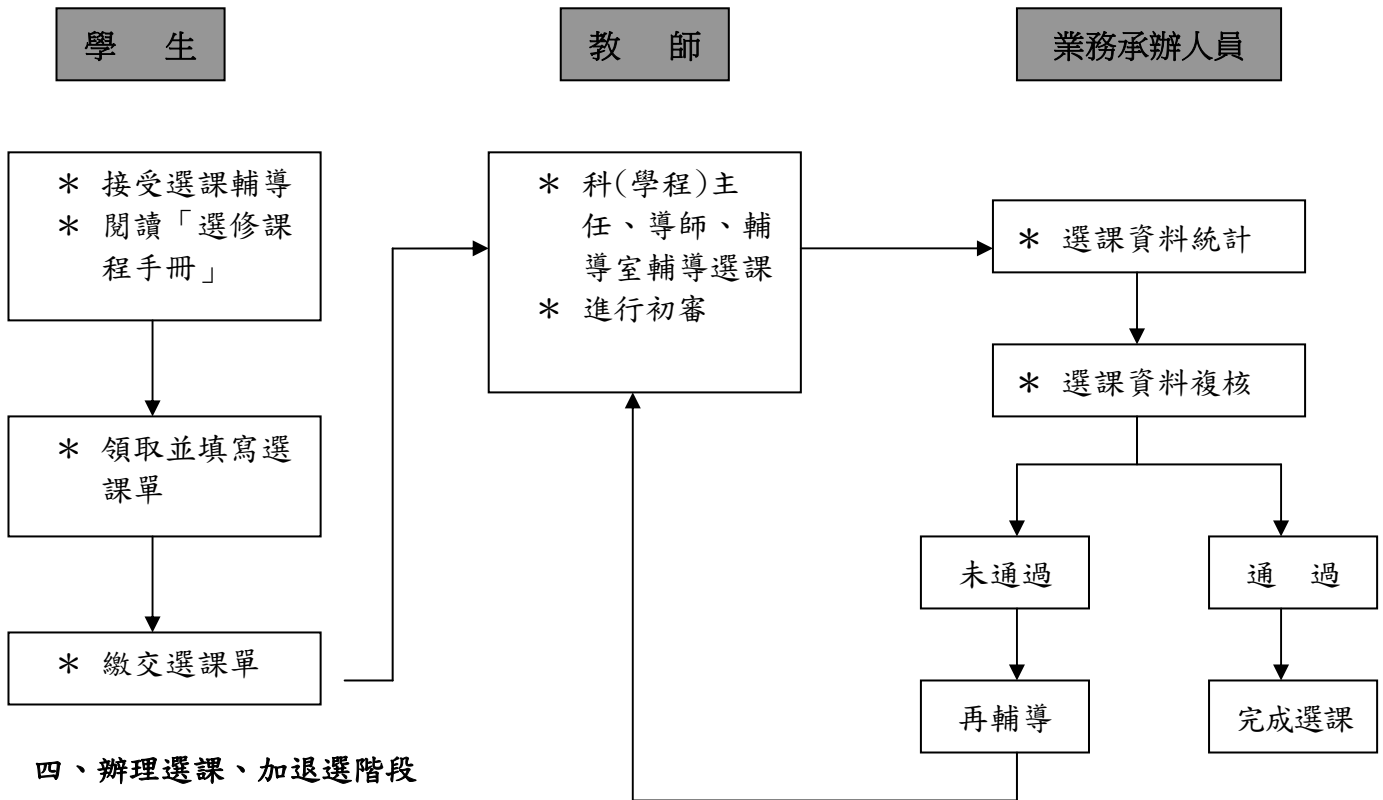 學 生
教 師
業務承辦人員
＊ 接受選課輔導
＊ 閱讀「選修課
程手冊」
＊ 領取並填寫選
課單
＊ 繳交選課單
＊ 科(學程)主
任、導師、輔
導室輔導選課
＊ 進行初審
＊ 選課資料統計
＊ 選課資料複核
未通過
通 過
再輔導
完成選課
四、辦理選課、加退選階段